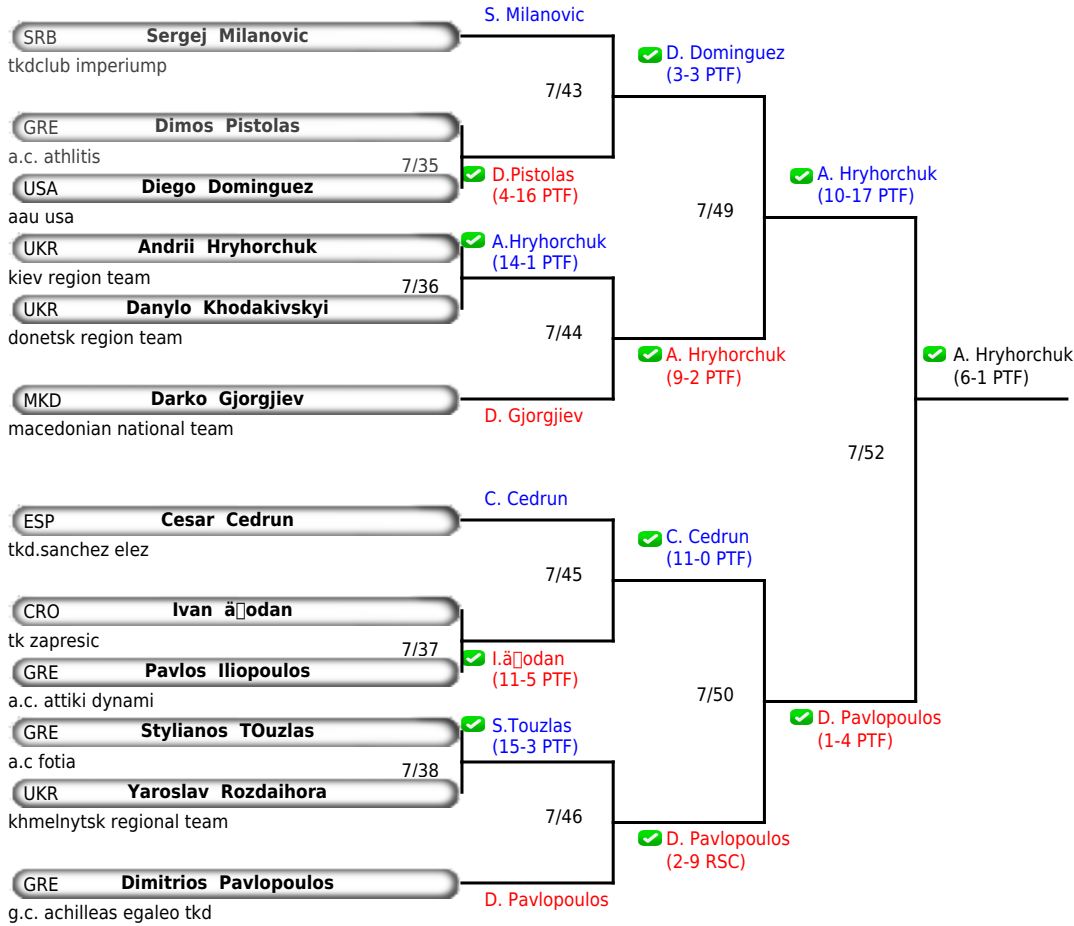 S. Milanovic
SRB Sergej Milanovic
tkdclub imperiump
D. Dominguez
(3-3 PTF)
7/43
GRE Dimos Pistolas
a.c. athlitis
7/35
D.Pistolas
(4-16 PTF)
USA Diego Dominguez
aau usa
A. Hryhorchuk
(10-17 PTF)
7/49
UKR Andrii Hryhorchuk
kiev region team
A.Hryhorchuk
(14-1 PTF)
7/36
UKR Danylo Khodakivskyi
donetsk region team
7/44
A. Hryhorchuk
(9-2 PTF)
A. Hryhorchuk
(6-1 PTF)
MKD Darko Gjorgjiev
macedonian national team
D. Gjorgjiev
7/52
C. Cedrun
ESP Cesar Cedrun
tkd.sanchez elez
C. Cedrun
(11-0 PTF)
7/45
CRO Ivan ä▯odan
tk zapresic
7/37
I.ä▯odan
(11-5 PTF)
GRE Pavlos Iliopoulos
a.c. attiki dynami
7/50
GRE Stylianos TOuzlas
a.c fotia
S.Touzlas
(15-3 PTF)
D. Pavlopoulos
(1-4 PTF)
7/38
UKR Yaroslav Rozdaihora
khmelnytsk regional team
7/46
D. Pavlopoulos
(2-9 RSC)
GRE Dimitrios Pavlopoulos
g.c. achilleas egaleo tkd
D. Pavlopoulos